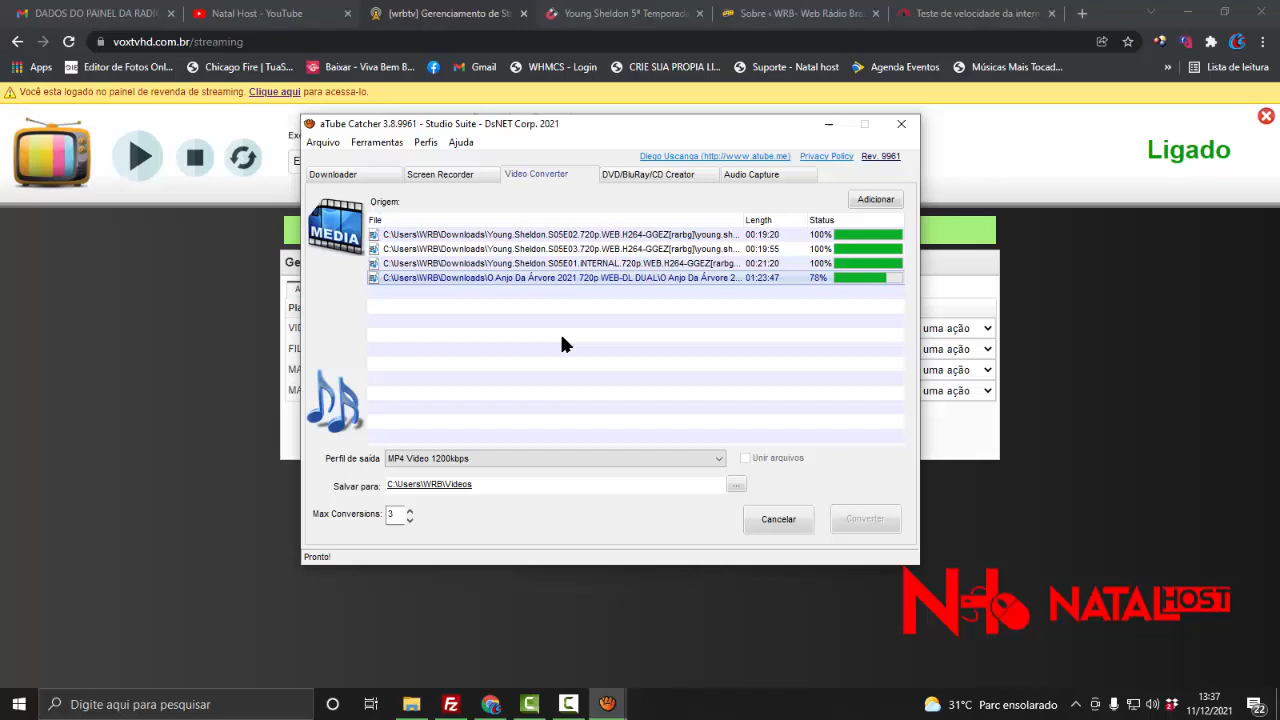 DADOS DO PAINEL DA RADI
Natal Host - YouTube
[wrbtv] Gerenciamento de St
Young Sheldon 5ª Temporad
Sobre ‹ WRB- Web Rádio Bro
Teste de velocidade da intern
voxtvhd.com.br/streaming
Apps
Editor de Fotos Onl...
Chicago Fire | TuaS...
Baixar - Viva Bem B...
Gmail
WHMCS - Login
CRIE SUA PROPIA LI...
Suporte - Natal host
Agenda Eventos
Músicas Mais Tocad...
»
Lista de leitura
Você esta logado no painel de revenda de streaming. Clique aqui para acessa-lo.
Ligado
aTube Catcher 3.8.9961 - Studio Suite - DsNET Corp. 2021
Arquivo Ferramentas Perfis Ajuda
Diego Uscanga (http://www.atube.me) Privacy Policy Rev. 9961
Downloader Screen Recorder Video Converter DVD/BluRay/CD Creator Audio Capture
Origem:
Adicionar
MEDIA
File Length Status
C:\Users\WRB\Downloads\Young.Sheldon.S05E03.720p.WEB.H264-GGEZ[rarbg]\young.sh... 00:19:20 100%
C:\Users\WRB\Downloads\Young.Sheldon.S05E02.720p.WEB.H264-GGEZ[rarbg]\young.sh... 00:19:55 100%
C:\Users\WRB\Downloads\Young.Sheldon.S05E01.INTERNAL.720p.WEB.H264-GGEZ[rarbg... 00:21:20 100%
C:\Users\WRB\Downloads\O Anjo Da Árvore 2021 720p WEB-DL DUAL\O Anjo Da Árvore 2... 01:23:47 78%
uma ação
uma ação
uma ação
uma ação
Perfil de saída MP4 Video 1200kbps Unir arquivos
Salvar para: C:\Users\WRB\Videos ...
Max Conversions: 3
Cancelar Converter
Pronto!
NH NATALHOST
Digite aqui para pesquisar
31°C Parc ensolarado
13:37
11/12/2021
22